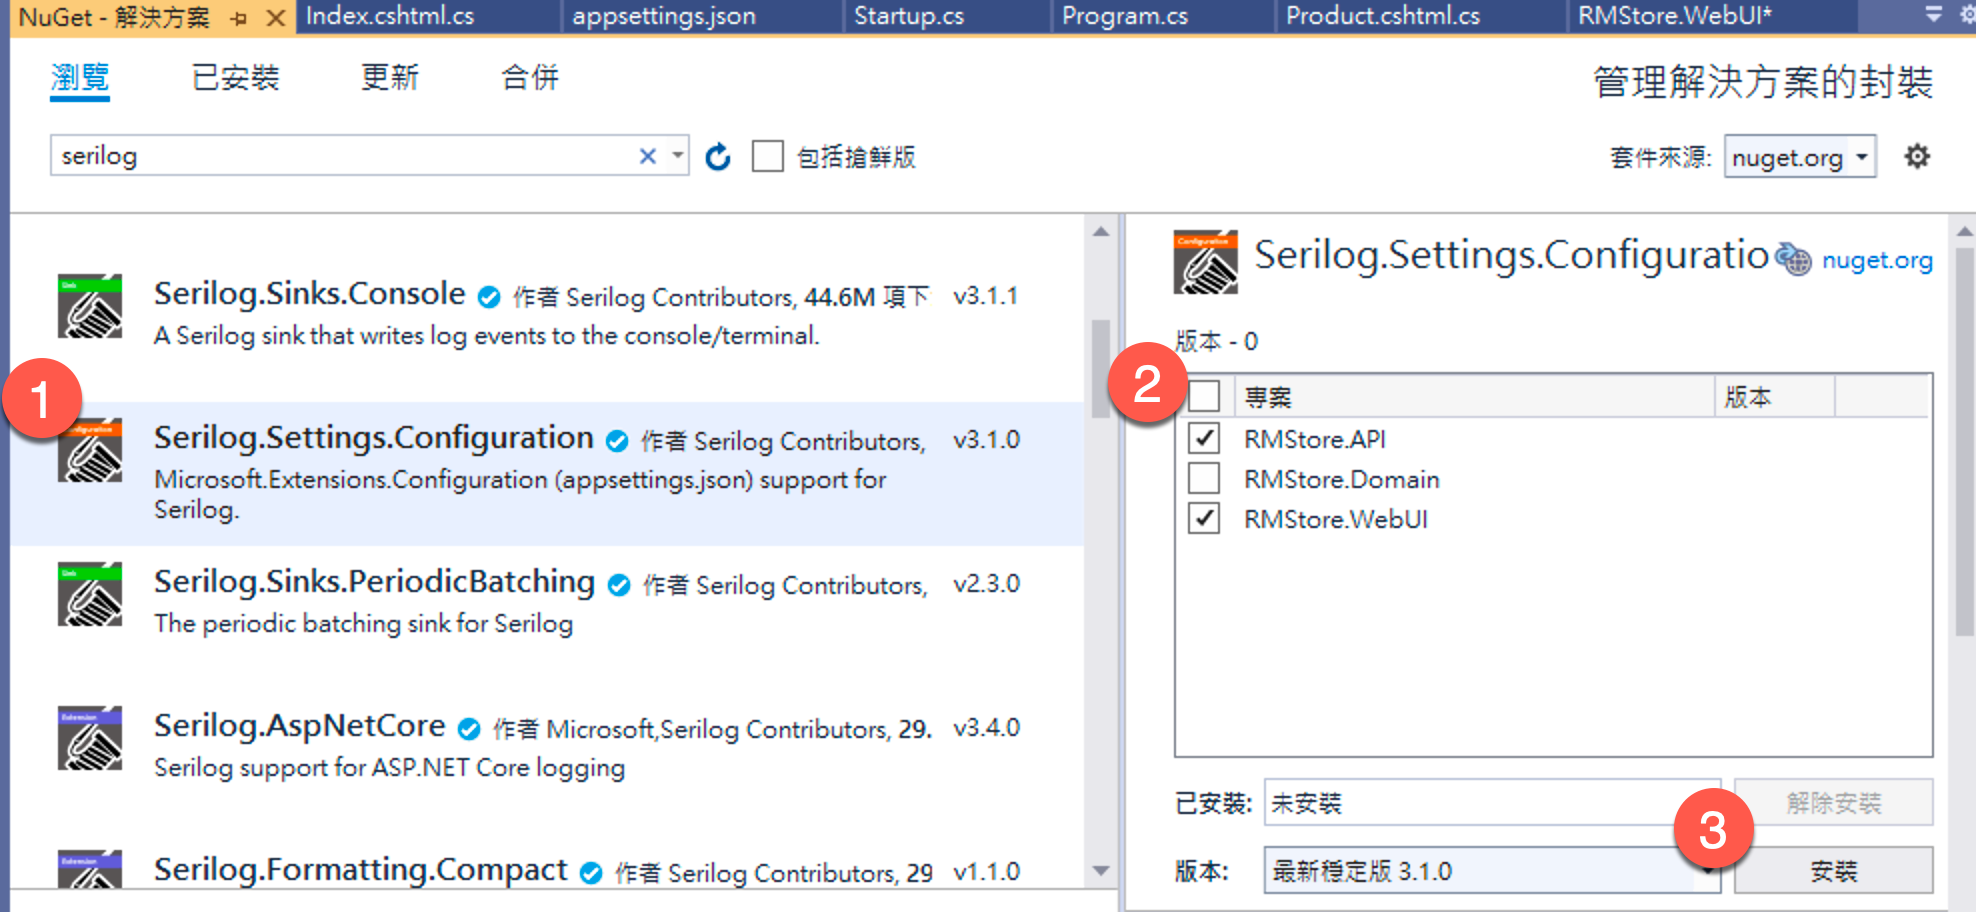 NuGet - 解決方案
Index.cshtml.cs
appsettings.json
Startup.cs
Program.cs
Product.cshtml.cs
RMStore.WebUI*
瀏覽 已安裝 更新 合併
管理解決方案的封裝
serilog
包括搶鮮版
套件來源: nuget.org
Serilog.Sinks.Console 作者 Serilog Contributors, 44.6M 項下 v3.1.1
A Serilog sink that writes log events to the console/terminal.
1
Serilog.Settings.Configuration 作者 Serilog Contributors, v3.1.0
Microsoft.Extensions.Configuration (appsettings.json) support for
Serilog.
Serilog.Sinks.PeriodicBatching 作者 Serilog Contributors, v2.3.0
The periodic batching sink for Serilog
Serilog.AspNetCore 作者 Microsoft,Serilog Contributors, 29. v3.4.0
Serilog support for ASP.NET Core logging
Serilog.Formatting.Compact 作者 Serilog Contributors, 29 v1.1.0
Configuration
Serilog.Settings.Configuratio nuget.org
版本 - 0
2
專案 版本
RMStore.API
RMStore.Domain
RMStore.WebUI
已安裝: 未安裝 解除安裝
3
版本: 最新穩定版 3.1.0 安裝